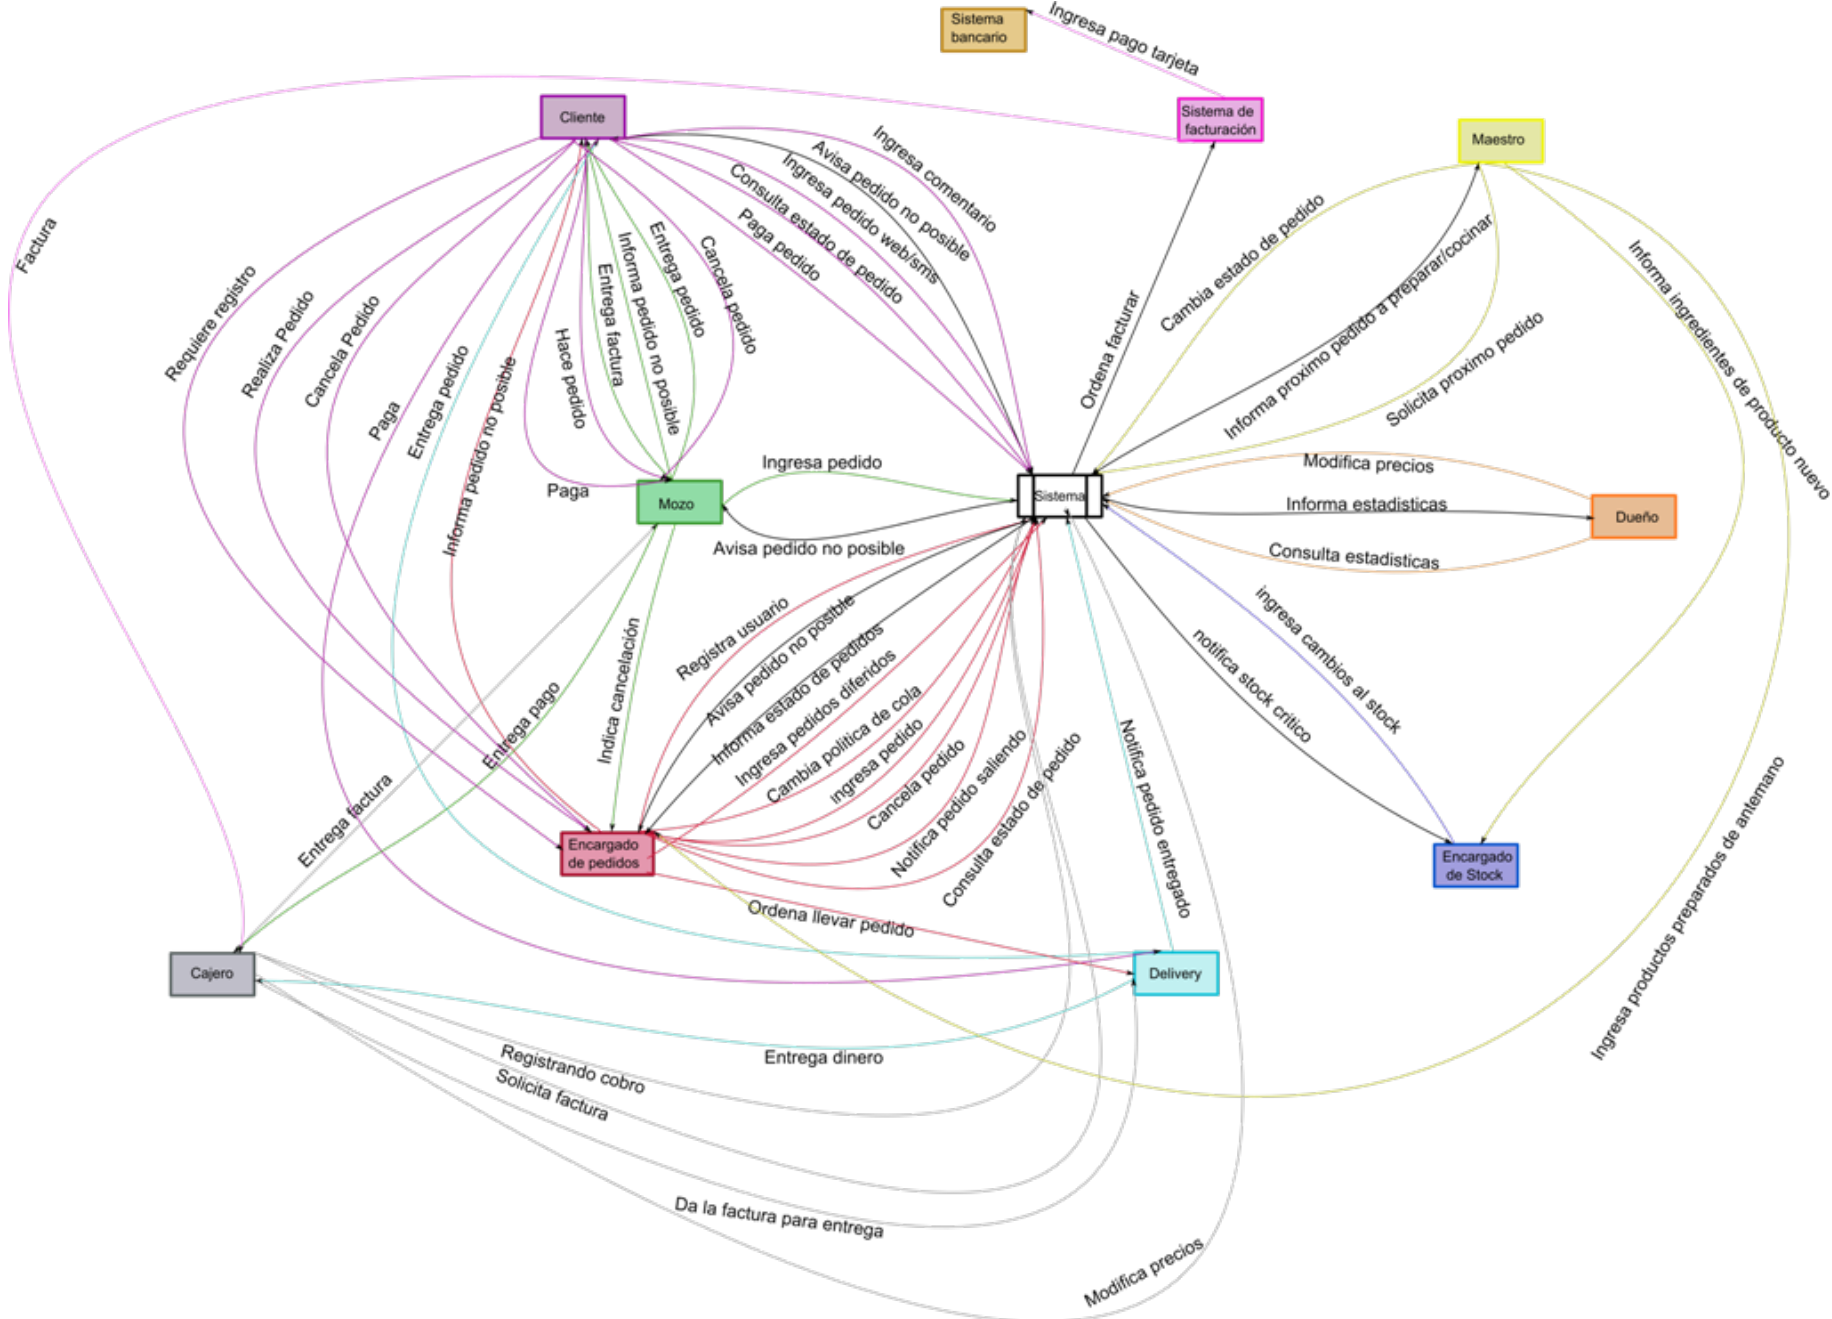 Sistema
bancario
Ingresa pago tarjeta
Cliente
Sistema de
facturación
Maestro
Factura
Requiere registro
Realiza Pedido
Cancela Pedido
Paga
Entrega pedido
Informa pedido no posible
Paga
Hace pedido
Entrega factura
Informa pedido no posible
Entrega pedido
Cancela pedido
Paga pedido
Consulta estado de pedido
Ingresa pedido web/sms
Avisa pedido no posible
Ingresa comentario
Ordena facturar
Cambia estado de pedido
Informa proximo pedido a preparar/cocinar
Solicita proximo pedido
Informa ingredientes de producto nuevo
Mozo
Ingresa pedido
Avisa pedido no posible
Sistema
Modifica precios
Informa estadisticas
Consulta estadisticas
Dueño
Entrega factura
Entrega pago
Indica cancelación
Registra usuario
Avisa pedido no posible
Informa estado de pedidos
Ingresa pedidos diferidos
Cambia politica de cola
ingresa pedido
Cancela pedido
Notifica pedido saliendo
Consulta estado de pedido
Notifica pedido entregado
notifica stock critico
ingresa cambios al stock
Encargado
de pedidos
Encargado
de Stock
Ordena llevar pedido
Ingresa productos preparados de antemano
Cajero
Delivery
Entrega dinero
Registrando cobro
Solicita factura
Da la factura para entrega
Modifica precios